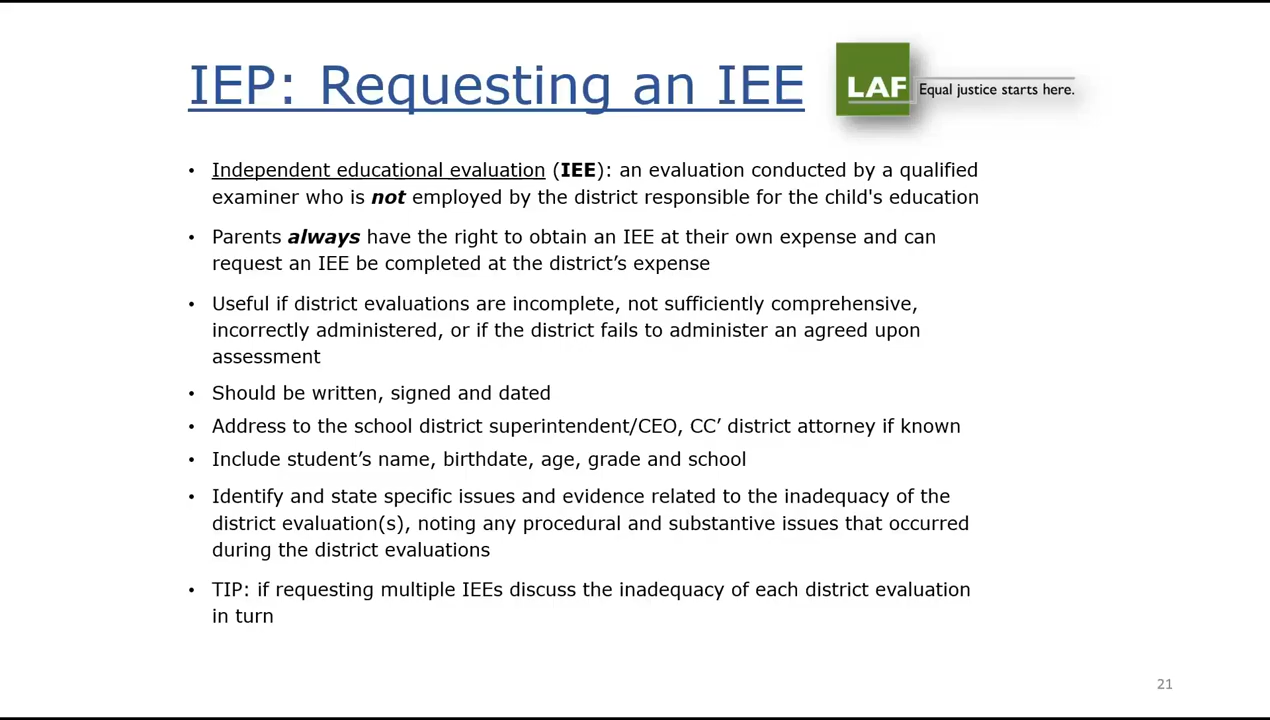 IEP: Requesting an IEE
LAF
Equal justice starts here.
• Independent educational evaluation (IEE): an evaluation conducted by a qualified
examiner who is not employed by the district responsible for the child's education
• Parents always have the right to obtain an IEE at their own expense and can
request an IEE be completed at the district’s expense
• Useful if district evaluations are incomplete, not sufficiently comprehensive,
incorrectly administered, or if the district fails to administer an agreed upon
assessment
• Should be written, signed and dated
• Address to the school district superintendent/CEO, CC’ district attorney if known
• Include student’s name, birthdate, age, grade and school
• Identify and state specific issues and evidence related to the inadequacy of the
district evaluation(s), noting any procedural and substantive issues that occurred
during the district evaluations
• TIP: if requesting multiple IEEs discuss the inadequacy of each district evaluation
in turn
21